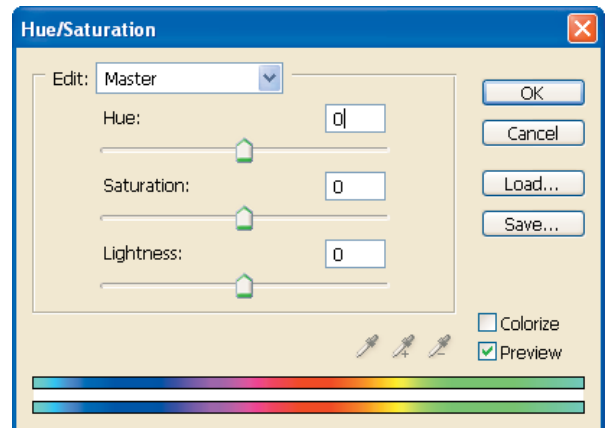 Hue/Saturation
Edit: Master
Hue: 0
Saturation: 0
Lightness: 0
OK
Cancel
Load...
Save...
Colorize
Preview